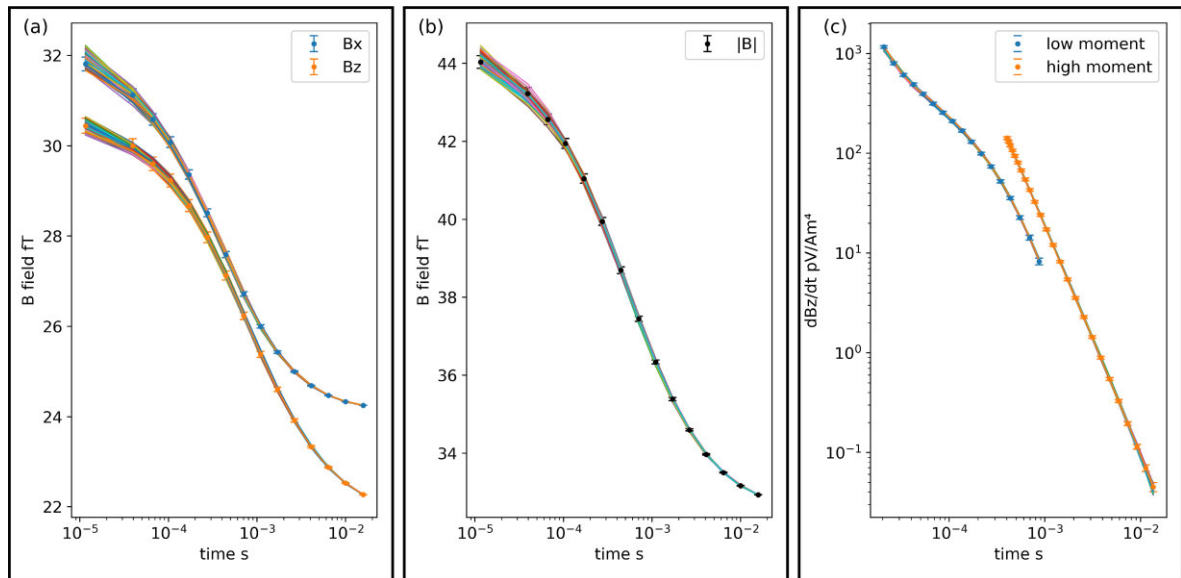 (a)
Bx
Bz
32
30
28
26
24
22
B field fT
10⁻⁵
10⁻⁴
10⁻³
10⁻²
time s
(b)
|B|
44
42
40
38
36
34
B field fT
10⁻⁵
10⁻⁴
10⁻³
10⁻²
time s
(c)
low moment
high moment
10³
10²
10¹
10⁰
10⁻¹
dBz/dt pV/Am⁴
10⁻⁴
10⁻³
10⁻²
time s